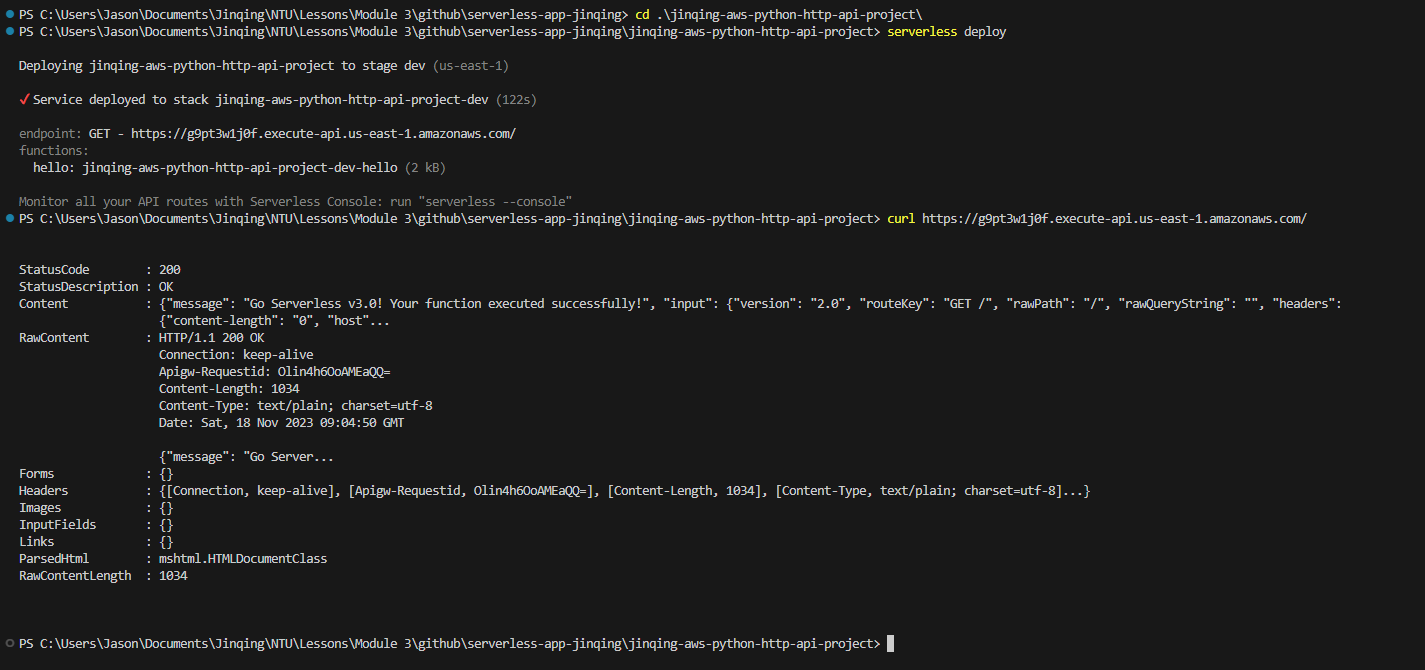 PS C:\Users\Jason\Documents\Jinqing\NTU\Lessons\Module 3\github\serverless-app-jinqing> cd .\jinqing-aws-python-http-api-project\
PS C:\Users\Jason\Documents\Jinqing\NTU\Lessons\Module 3\github\serverless-app-jinqing\jinqing-aws-python-http-api-project> serverless deploy
Deploying jinqing-aws-python-http-api-project to stage dev (us-east-1)
✓Service deployed to stack jinqing-aws-python-http-api-project-dev (122s)
endpoint: GET - https://g9pt3w1j0f.execute-api.us-east-1.amazonaws.com/
functions:
  hello: jinqing-aws-python-http-api-project-dev-hello (2 kB)
Monitor all your API routes with Serverless Console: run "serverless --console"
PS C:\Users\Jason\Documents\Jinqing\NTU\Lessons\Module 3\github\serverless-app-jinqing\jinqing-aws-python-http-api-project> curl https://g9pt3w1j0f.execute-api.us-east-1.amazonaws.com/
StatusCode        : 200
StatusDescription : OK
Content           : {"message": "Go Serverless v3.0! Your function executed successfully!", "input": {"version": "2.0", "routeKey": "GET /", "rawPath": "/", "rawQueryString": "", "headers":
                    {"content-length": "0", "host"...
RawContent        : HTTP/1.1 200 OK
                    Connection: keep-alive
                    Apigw-Requestid: Olin4h6OoAMEaQQ=
                    Content-Length: 1034
                    Content-Type: text/plain; charset=utf-8
                    Date: Sat, 18 Nov 2023 09:04:50 GMT
                    {"message": "Go Server...
Forms             : {}
Headers           : {[Connection, keep-alive], [Apigw-Requestid, Olin4h6OoAMEaQQ=], [Content-Length, 1034], [Content-Type, text/plain; charset=utf-8]...}
Images            : {}
InputFields       : {}
Links             : {}
ParsedHtml        : mshtml.HTMLDocumentClass
RawContentLength  : 1034
PS C:\Users\Jason\Documents\Jinqing\NTU\Lessons\Module 3\github\serverless-app-jinqing\jinqing-aws-python-http-api-project>